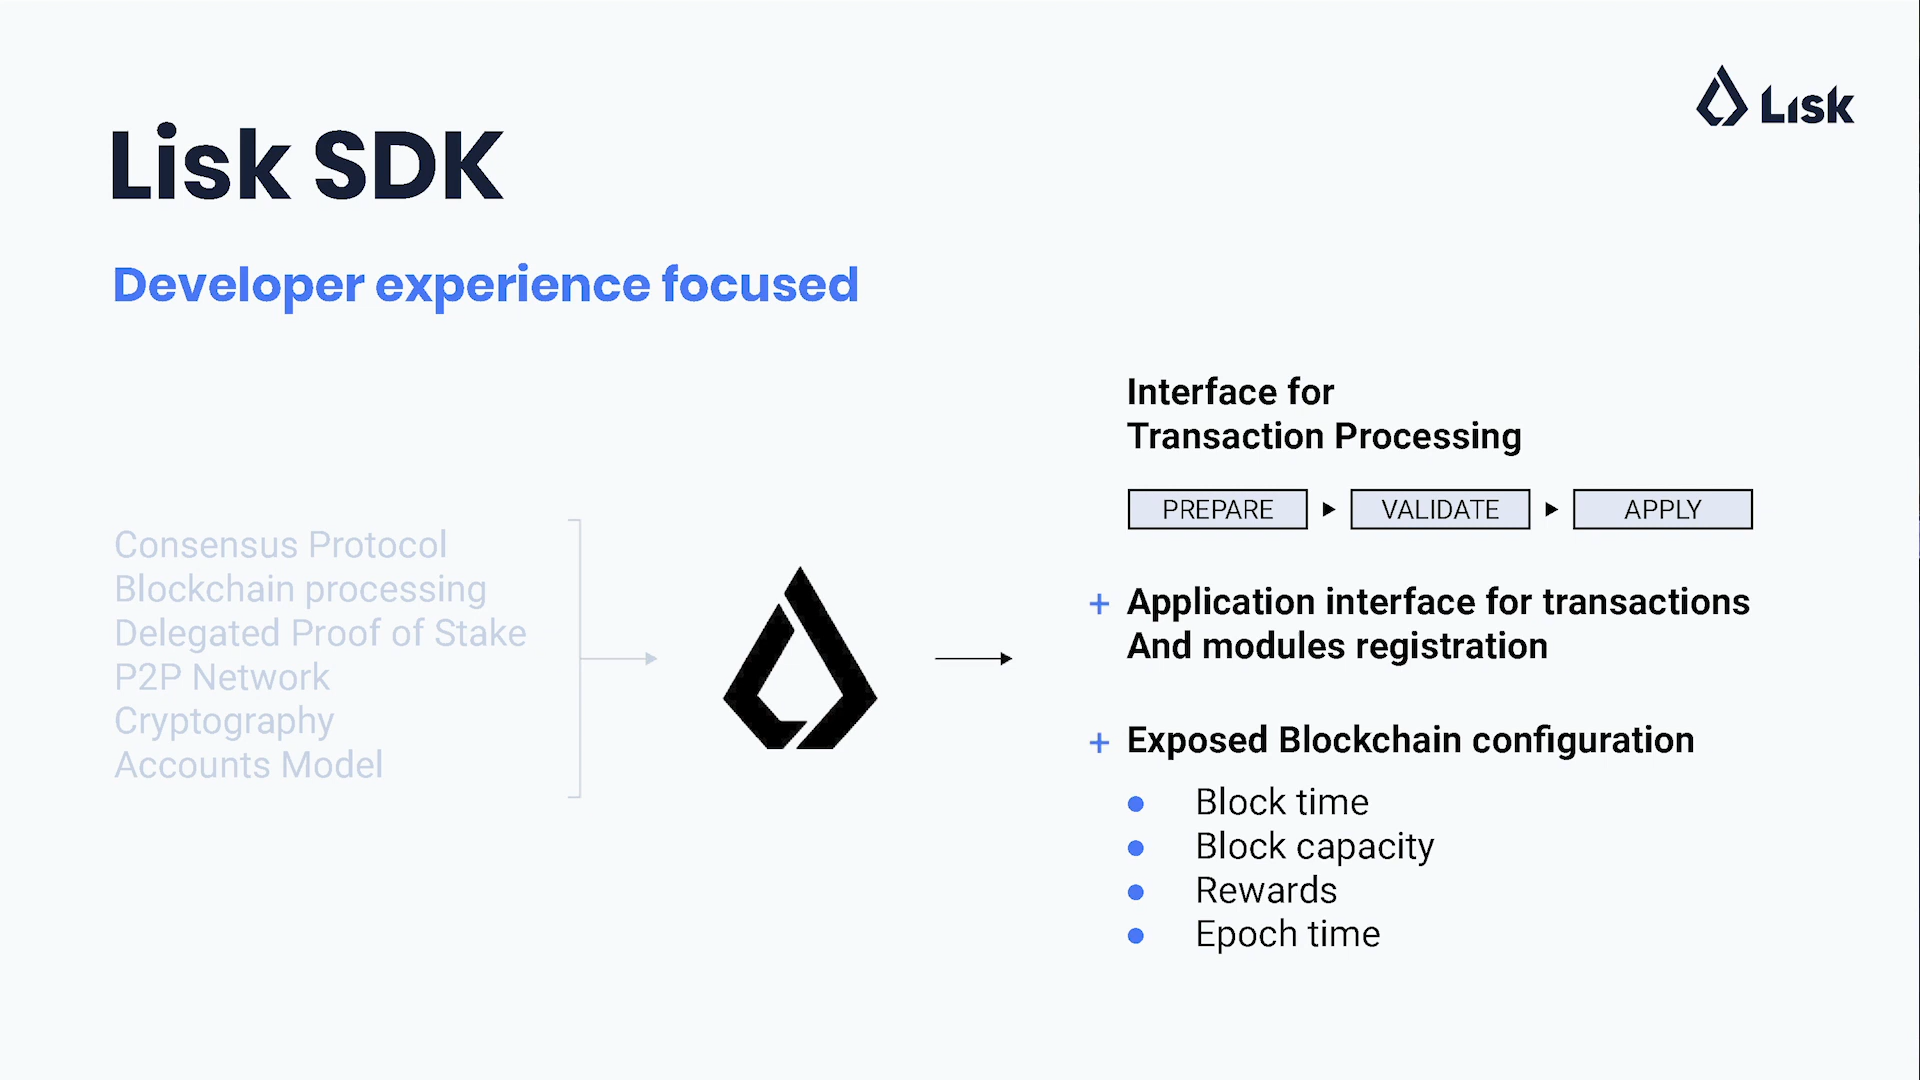 Lisk
Lisk SDK
Developer experience focused
Consensus Protocol
Blockchain processing
Delegated Proof of Stake
P2P Network
Cryptography
Accounts Model
Interface for
Transaction Processing
PREPARE ▶ VALIDATE ▶ APPLY
+ Application interface for transactions
And modules registration
+ Exposed Blockchain configuration
● Block time
● Block capacity
● Rewards
● Epoch time